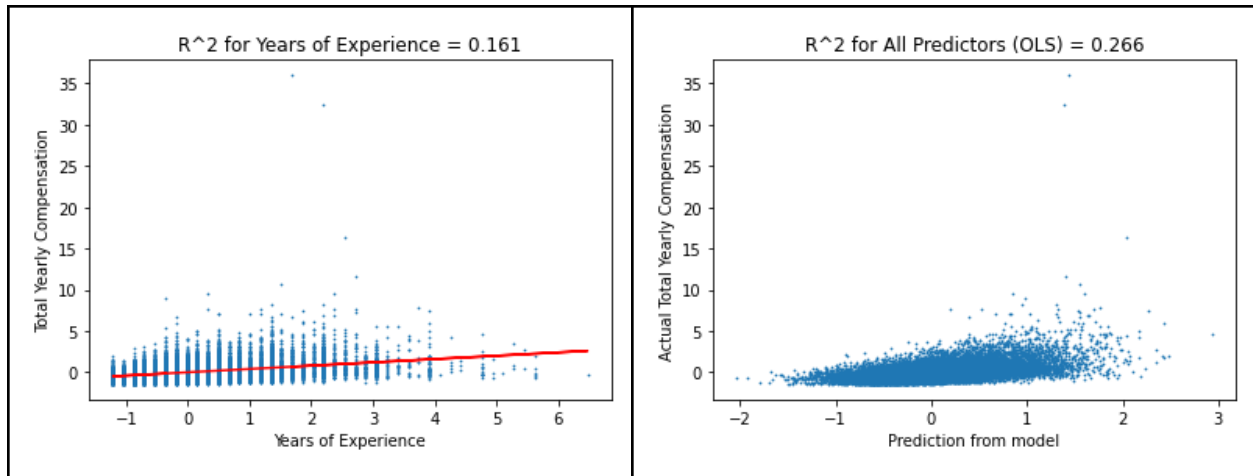 R^2 for Years of Experience = 0.161
Total Yearly Compensation
35
30
25
20
15
10
5
0
−1 0 1 2 3 4 5 6
Years of Experience
R^2 for All Predictors (OLS) = 0.266
Actual Total Yearly Compensation
35
30
25
20
15
10
5
0
−2 −1 0 1 2 3
Prediction from model